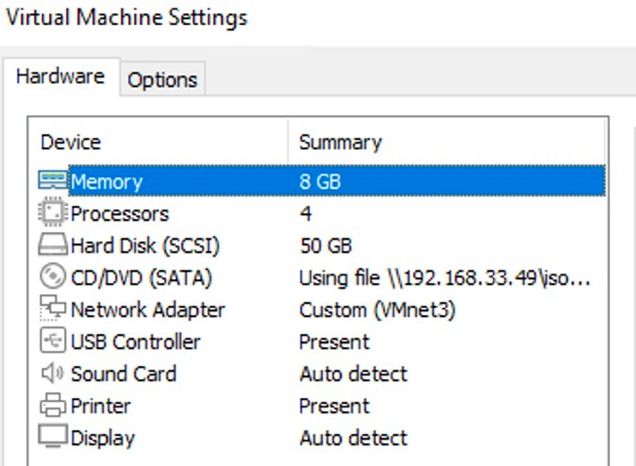 Virtual Machine Settings
Hardware Options
Device Summary
Memory 8 GB
Processors 4
Hard Disk (SCSI) 50 GB
CD/DVD (SATA) Using file \\192.168.33.49\iso...
Network Adapter Custom (VMnet3)
USB Controller Present
Sound Card Auto detect
Printer Present
Display Auto detect